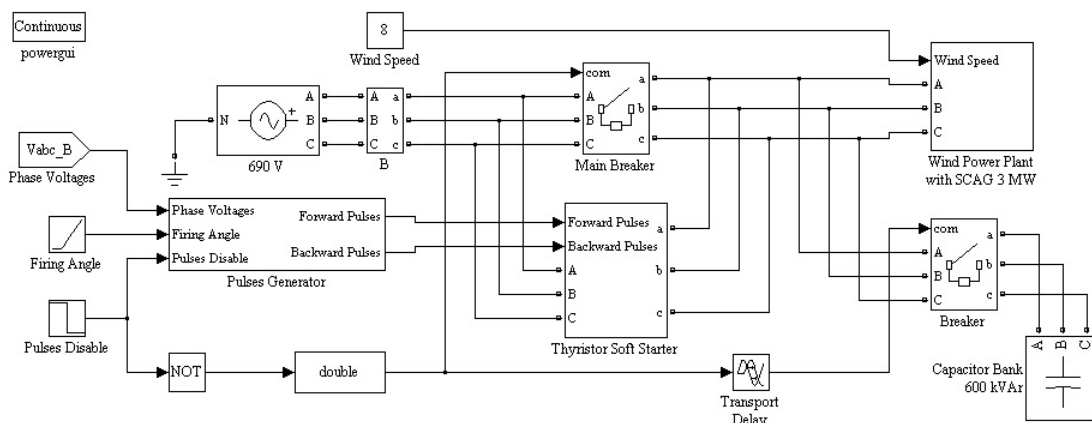 Continuous
powergui
8
Wind Speed
Wind Speed
A
B
C
Wind Power Plant
with SCAG 3 MW
N
A
B
C
690 V
A
B
C
a
b
c
B
com
A
B
C
a
b
c
Main Breaker
Vabc_B
Phase Voltages
Phase Voltages
Firing Angle
Pulses Disable
Forward Pulses
Backward Pulses
Pulses Generator
Firing Angle
Pulses Disable
Forward Pulses
Backward Pulses
A
B
C
a
b
c
Thyristor Soft Starter
com
A
B
C
a
b
c
Breaker
NOT
double
Transport
Delay
A
B
C
Capacitor Bank
600 kVAr